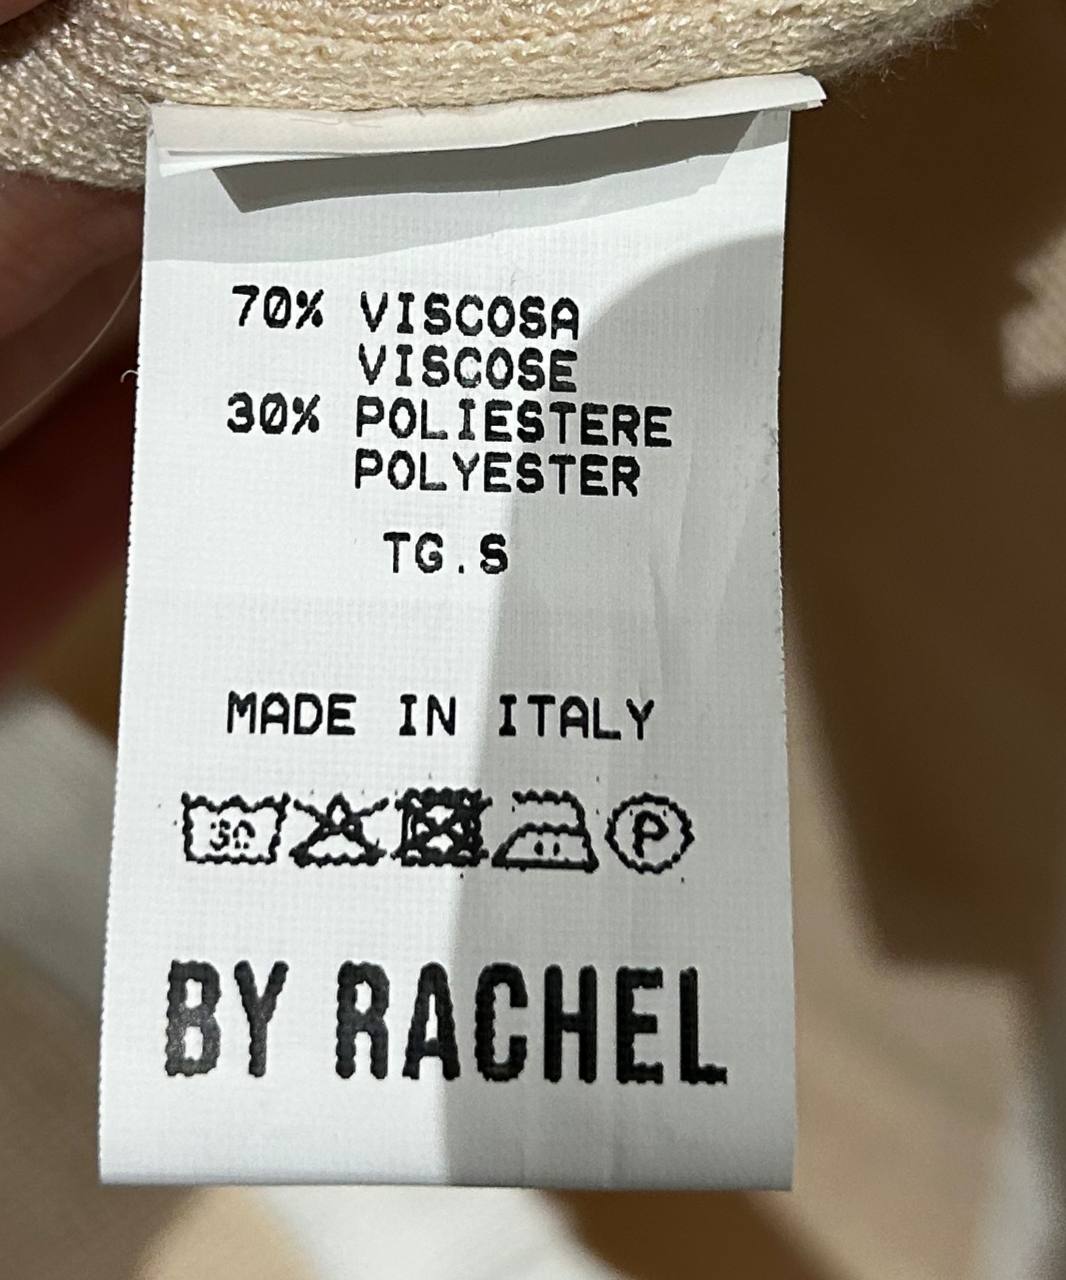 70% VISCOSA
VISCOSE
30% POLIESTERE
POLYESTER
TG.S
MADE IN ITALY
30 P
BY RACHEL